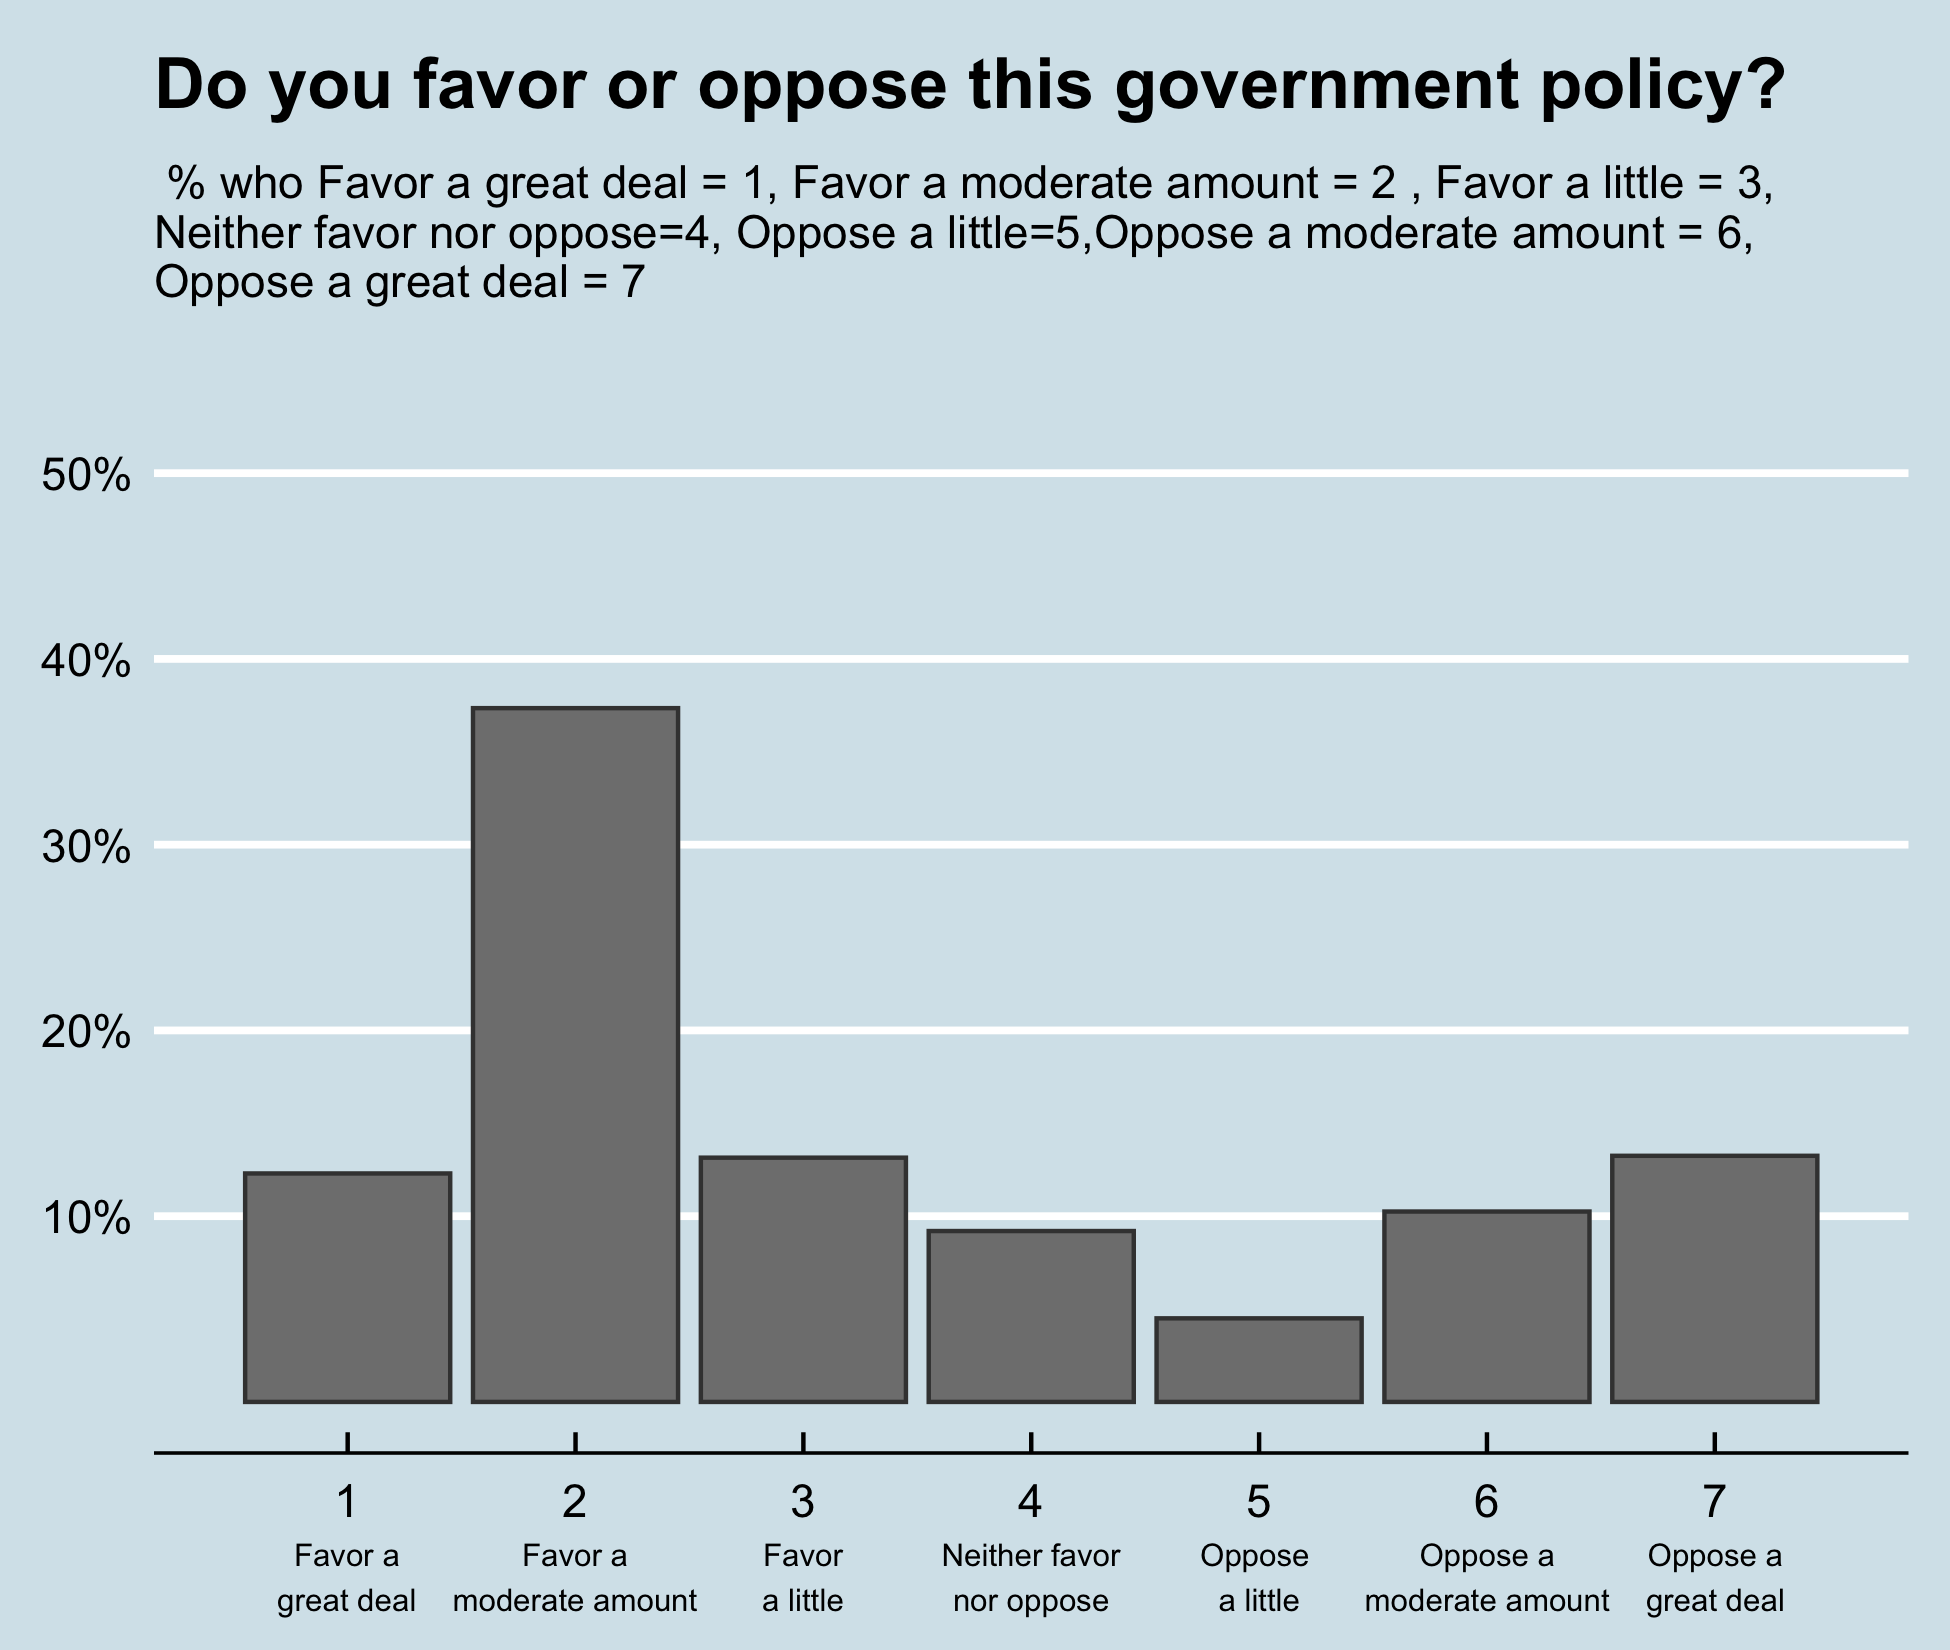 Do you favor or oppose this government policy?
% who Favor a great deal = 1, Favor a moderate amount = 2 , Favor a little = 3,
Neither favor nor oppose=4, Oppose a little=5,Oppose a moderate amount = 6,
Oppose a great deal = 7
50%
40%
30%
20%
10%
1 2 3 4 5 6 7
Favor a Favor a Favor Neither favor Oppose Oppose a Oppose a
great deal moderate amount a little nor oppose a little moderate amount great deal